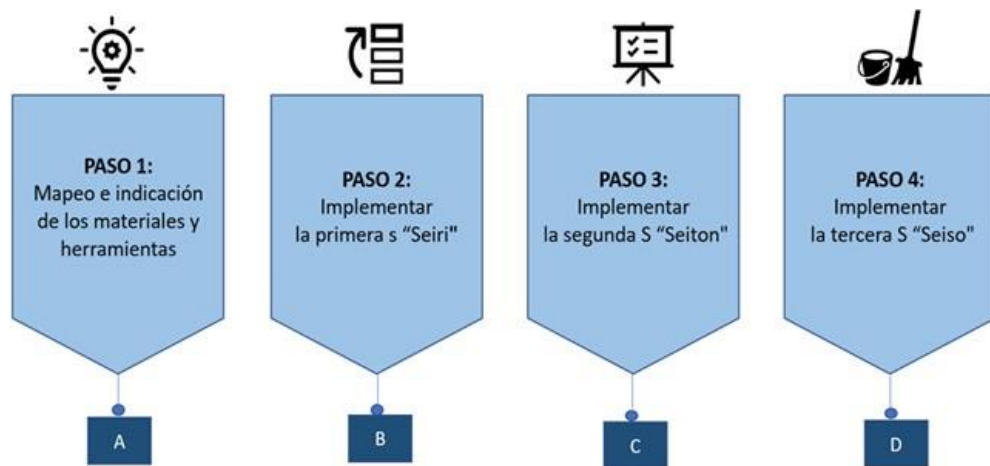 PASO 1:
Mapeo e indicación
de los materiales y
herramientas
PASO 2:
Implementar
la primera s “Seiri"
PASO 3:
Implementar
la segunda S “Seiton"
PASO 4:
Implementar
la tercera S “Seiso"
A
B
C
D